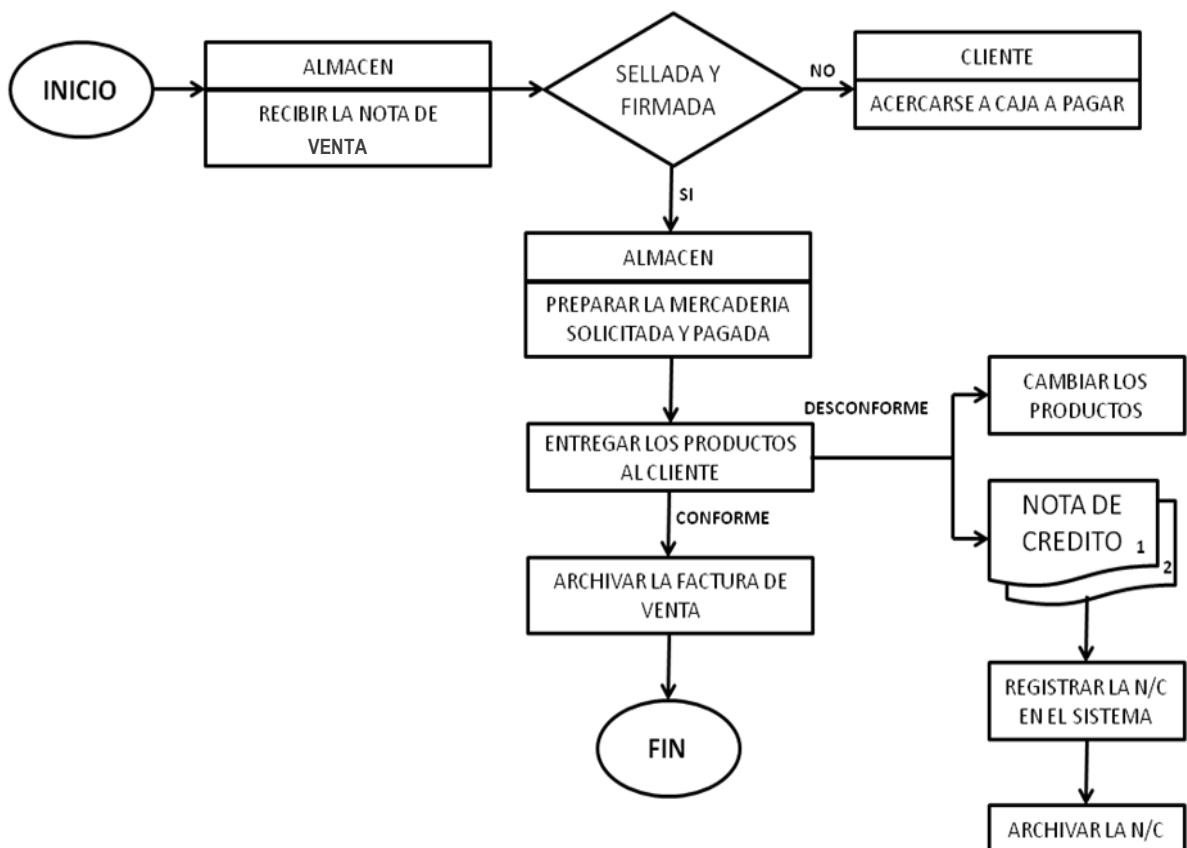 INICIO
ALMACEN
RECIBIR LA NOTA DE
VENTA
SELLADA Y
FIRMADA
NO
CLIENTE
ACERCARSE A CAJA A PAGAR
SI
ALMACEN
PREPARAR LA MERCADERIA
SOLICITADA Y PAGADA
ENTREGAR LOS PRODUCTOS
AL CLIENTE
DESCONFORME
CAMBIAR LOS
PRODUCTOS
NOTA DE
CREDITO 1
2
CONFORME
ARCHIVAR LA FACTURA DE
VENTA
FIN
REGISTRAR LA N/C
EN EL SISTEMA
ARCHIVAR LA N/C